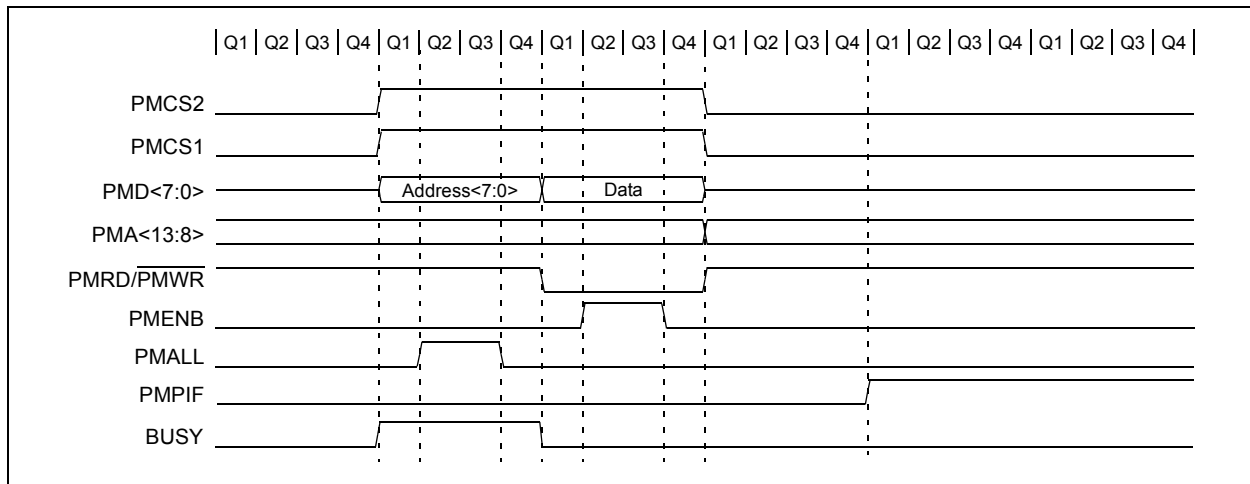 Q1 Q2 Q3 Q4 Q1 Q2 Q3 Q4 Q1 Q2 Q3 Q4 Q1 Q2 Q3 Q4 Q1 Q2 Q3 Q4 Q1 Q2 Q3 Q4
PMCS2
PMCS1
PMD<7:0> Address<7:0> Data
PMA<13:8>
PMRD/PMWR
PMENB
PMALL
PMPIF
BUSY